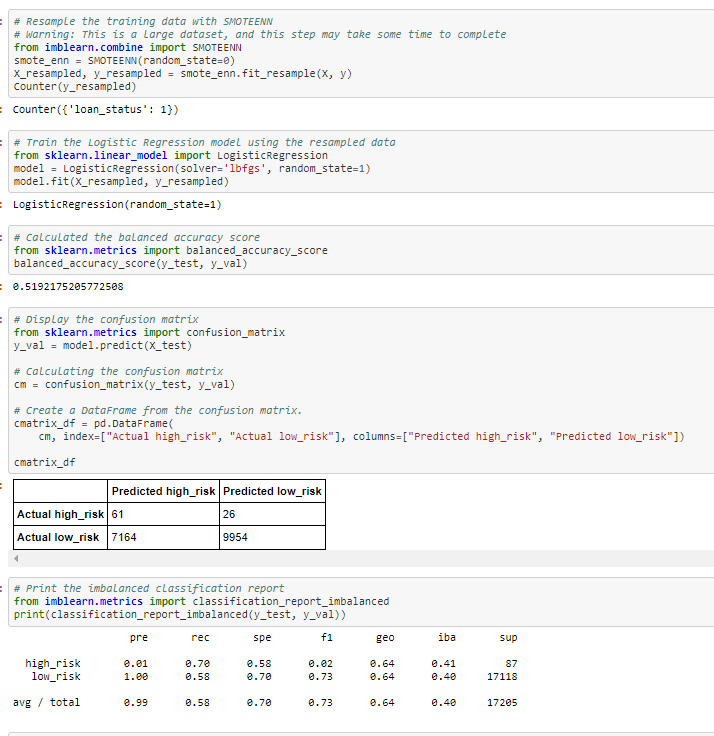 # Resample the training data with SMOTEENN
# Warning: This is a large dataset, and this step may take some time to complete
from imblearn.combine import SMOTEENN
smote_enn = SMOTEENN(random_state=0)
X_resampled, y_resampled = smote_enn.fit_resample(X, y)
Counter(y_resampled)
Counter({'loan_status': 1})
# Train the Logistic Regression model using the resampled data
from sklearn.linear_model import LogisticRegression
model = LogisticRegression(solver='lbfgs', random_state=1)
model.fit(X_resampled, y_resampled)
LogisticRegression(random_state=1)
# Calculated the balanced accuracy score
from sklearn.metrics import balanced_accuracy_score
balanced_accuracy_score(y_test, y_val)
0.5192175205772508
# Display the confusion matrix
from sklearn.metrics import confusion_matrix
y_val = model.predict(X_test)
# Calculating the confusion matrix
cm = confusion_matrix(y_test, y_val)
# Create a DataFrame from the confusion matrix.
cmatrix_df = pd.DataFrame(
    cm, index=["Actual high_risk", "Actual low_risk"], columns=["Predicted high_risk", "Predicted low_risk"])
cmatrix_df
Predicted high_risk Predicted low_risk
Actual high_risk 61 26
Actual low_risk 7164 9954
# Print the imbalanced classification report
from imblearn.metrics import classification_report_imbalanced
print(classification_report_imbalanced(y_test, y_val))
pre rec spe f1 geo iba sup
high_risk 0.01 0.70 0.58 0.02 0.64 0.41 87
low_risk 1.00 0.58 0.70 0.73 0.64 0.40 17118
avg / total 0.99 0.58 0.70 0.73 0.64 0.40 17205